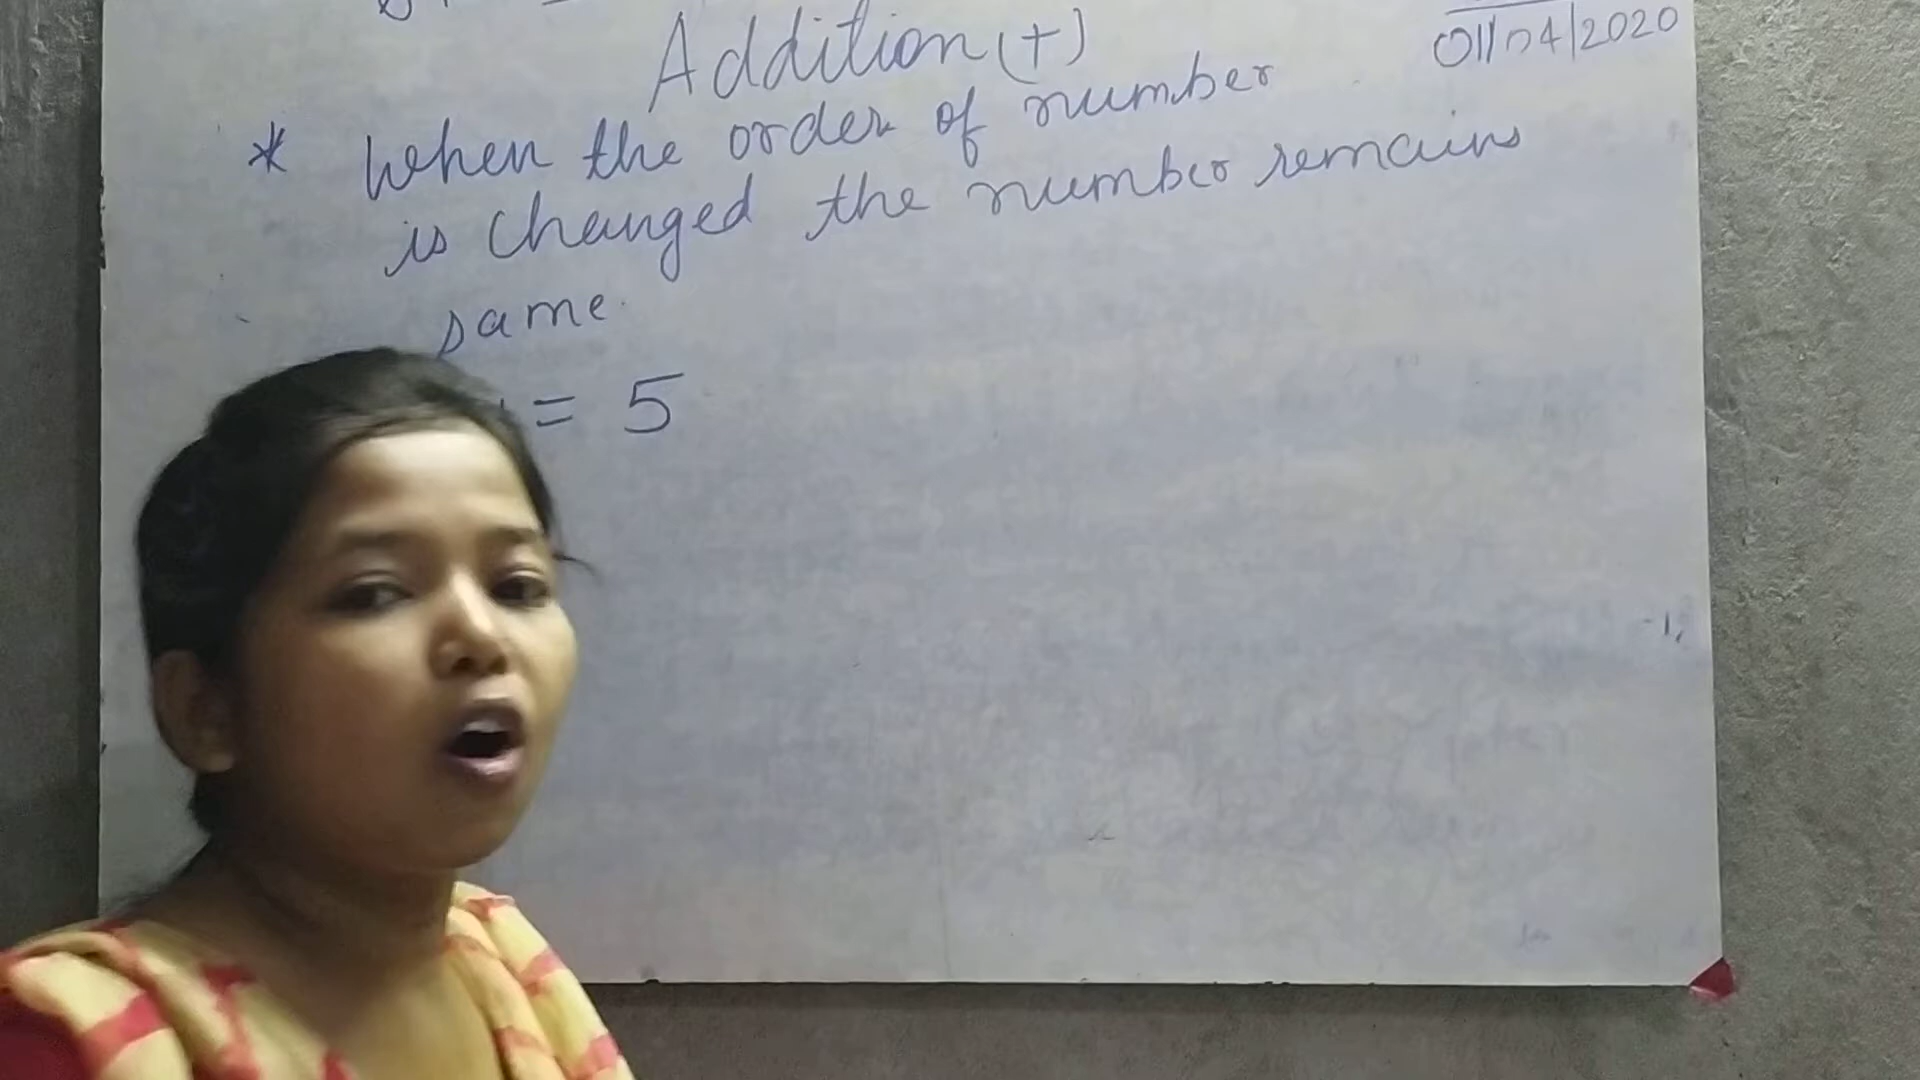 Addition (+)
01/04/2020
* When the order of number
is changed the number remains
same.
= 5